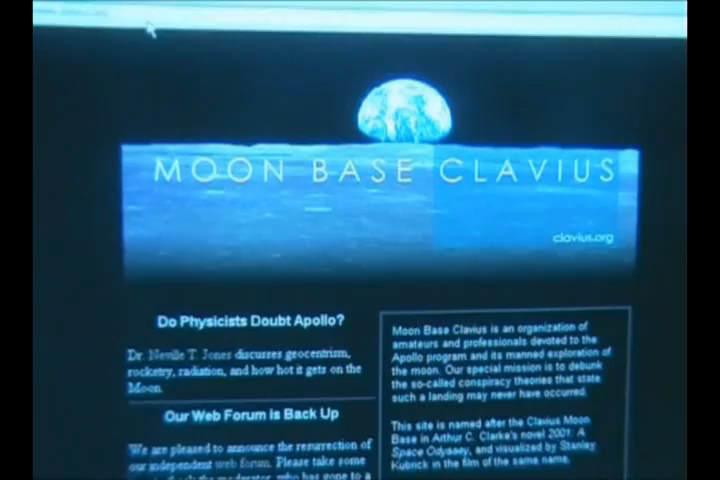 MOON BASE CLAVIUS
clavius.org
Do Physicists Doubt Apollo?
Dr. Neville T. Jones discusses geocentrism,
rocketry, radiation, and how hot it gets on the
Moon.
Our Web Forum is Back Up
We are pleased to announce the resurrection of
our independent web forum. Please take some
the moderator, who has gone to a
Moon Base Clavius is an organization of
amateurs and professionals devoted to the
Apollo program and its manned exploration of
the moon. Our special mission is to debunk
the so-called conspiracy theories that state
such a landing may never have occurred.
This site is named after the Clavius Moon
Base in Arthur C. Clarke's novel 2001: A
Space Odyssey, and visualized by Stanley
Kubrick in the film of the same name.